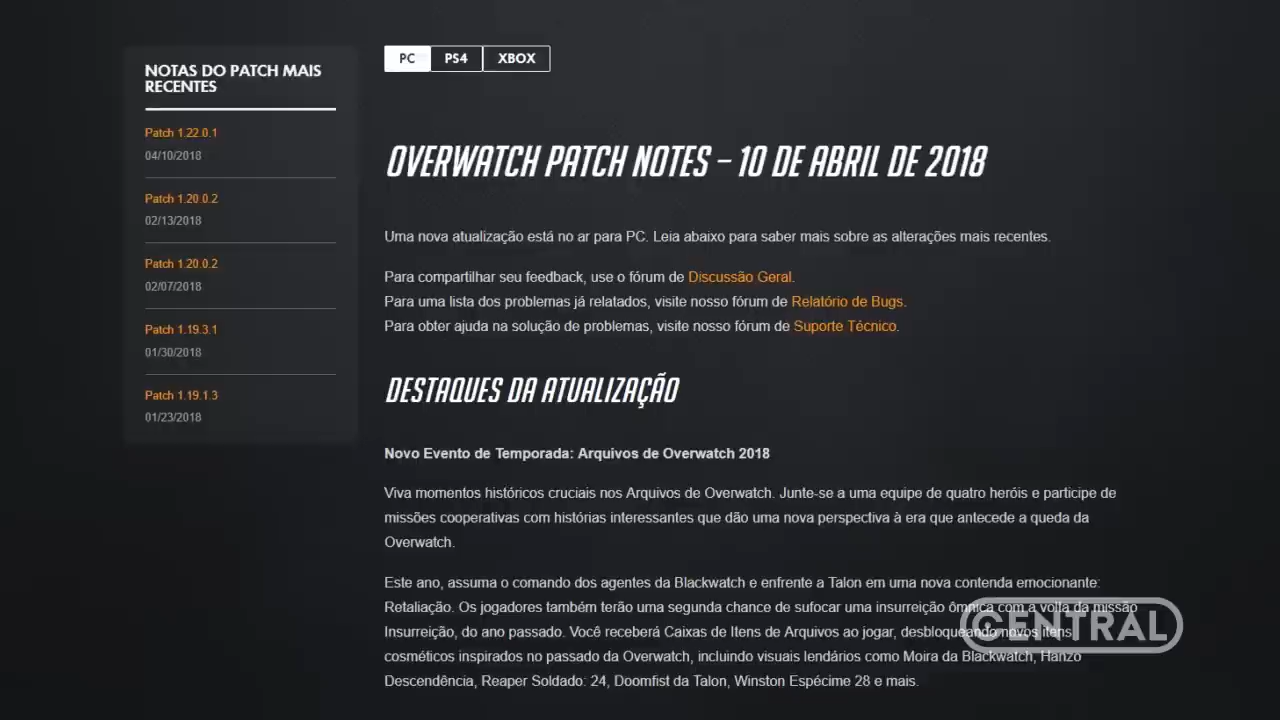 NOTAS DO PATCH MAIS
RECENTES
Patch 1.22.0.1
04/10/2018
Patch 1.20.0.2
02/13/2018
Patch 1.20.0.2
02/07/2018
Patch 1.19.3.1
01/30/2018
Patch 1.19.1.3
01/23/2018
PC PS4 XBOX
OVERWATCH PATCH NOTES – 10 DE ABRIL DE 2018
Uma nova atualização está no ar para PC. Leia abaixo para saber mais sobre as alterações mais recentes.
Para compartilhar seu feedback, use o fórum de Discussão Geral.
Para uma lista dos problemas já relatados, visite nosso fórum de Relatório de Bugs.
Para obter ajuda na solução de problemas, visite nosso fórum de Suporte Técnico.
DESTAQUES DA ATUALIZAÇÃO
Novo Evento de Temporada: Arquivos de Overwatch 2018
Viva momentos históricos cruciais nos Arquivos de Overwatch. Junte-se a uma equipe de quatro heróis e participe de
missões cooperativas com histórias interessantes que dão uma nova perspectiva à era que antecede a queda da
Overwatch.
Este ano, assuma o comando dos agentes da Blackwatch e enfrente a Talon em uma nova contenda emocionante:
Retaliação. Os jogadores também terão uma segunda chance de sufocar uma insurreição ômnica com a volta da missão
Insurreição, do ano passado. Você receberá Caixas de Itens de Arquivos ao jogar, desbloqueando novos itens
cosméticos inspirados no passado da Overwatch, incluindo visuais lendários como Moira da Blackwatch, Hanzo
Descendência, Reaper Soldado: 24, Doomfist da Talon, Winston Espécime 28 e mais.
CENTRAL